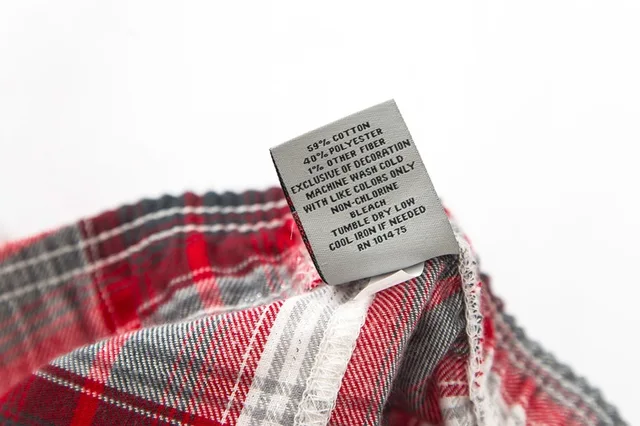 59% COTTON
40% POLYESTER
1% OTHER FIBER
EXCLUSIVE OF DECORATION
MACHINE WASH COLD
WITH LIKE COLORS ONLY
NON-CHLORINE
BLEACH
TUMBLE DRY LOW
COOL IRON IF NEEDED
RN 101475